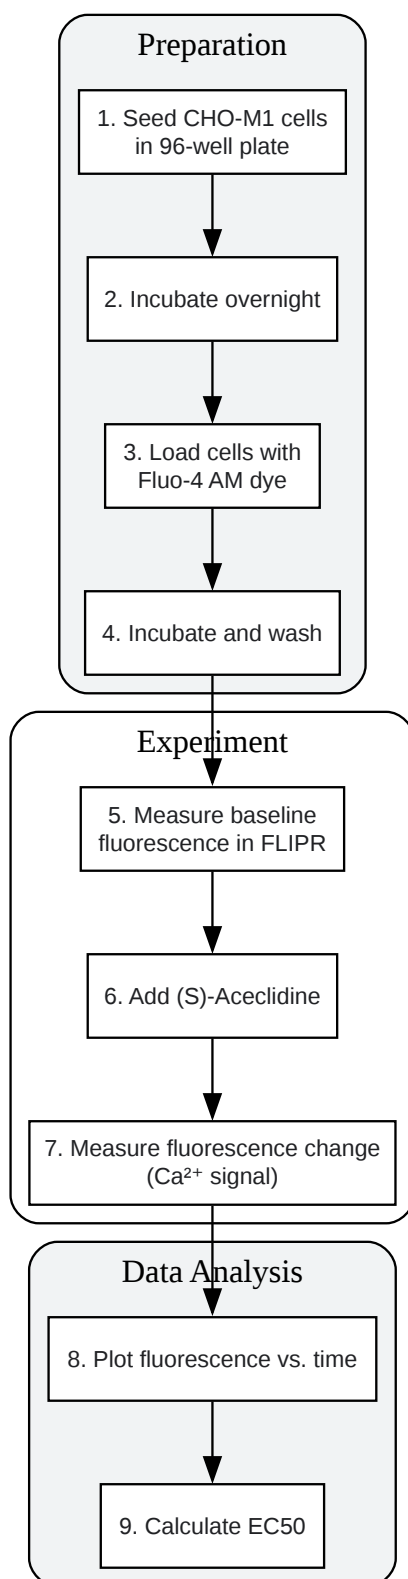 Preparation
1. Seed CHO-M1 cells
in 96-well plate
2. Incubate overnight
3. Load cells with
Fluo-4 AM dye
4. Incubate and wash
Experiment
5. Measure baseline
fluorescence in FLIPR
6. Add (S)-Aceclidine
7. Measure fluorescence change
(Ca²⁺ signal)
Data Analysis
8. Plot fluorescence vs. time
9. Calculate EC50